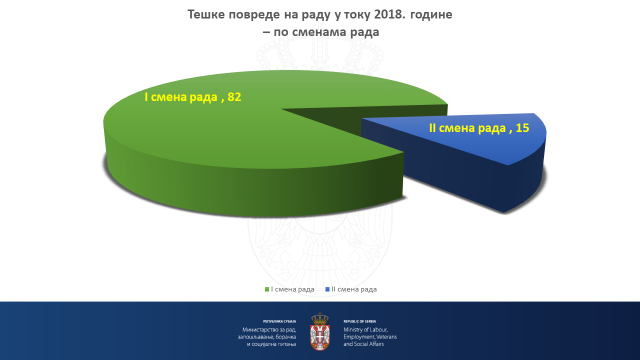 Тешке повреде на раду у току 2018. године
– по сменама рада
I смена рада , 82
II смена рада , 15
I смена рада II смена рада
РЕПУБЛИКА СРБИЈА
Министарство за рад,
запошљавање, борачка
и социјална питања
REPUBLIC OF SERBIA
Ministry of Labour,
Employment, Veterans
and Social Affairs